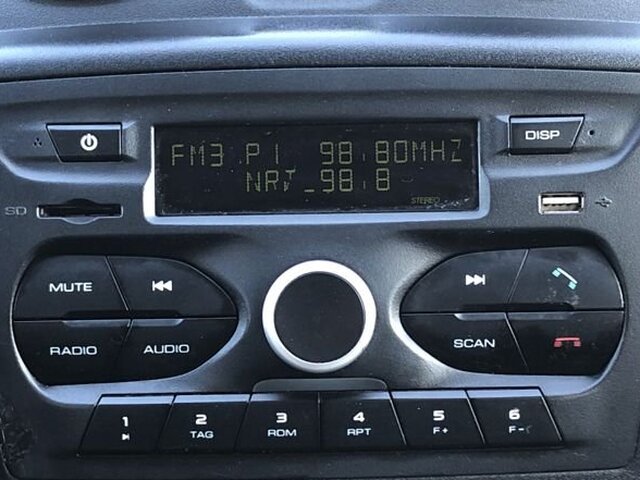 FM3 P1 98.80MHZ
NRJ_98.8
STEREO
DISP
SD
MUTE
RADIO
AUDIO
SCAN
1
2
TAG
3
RDM
4
RPT
5
F+
6
F-